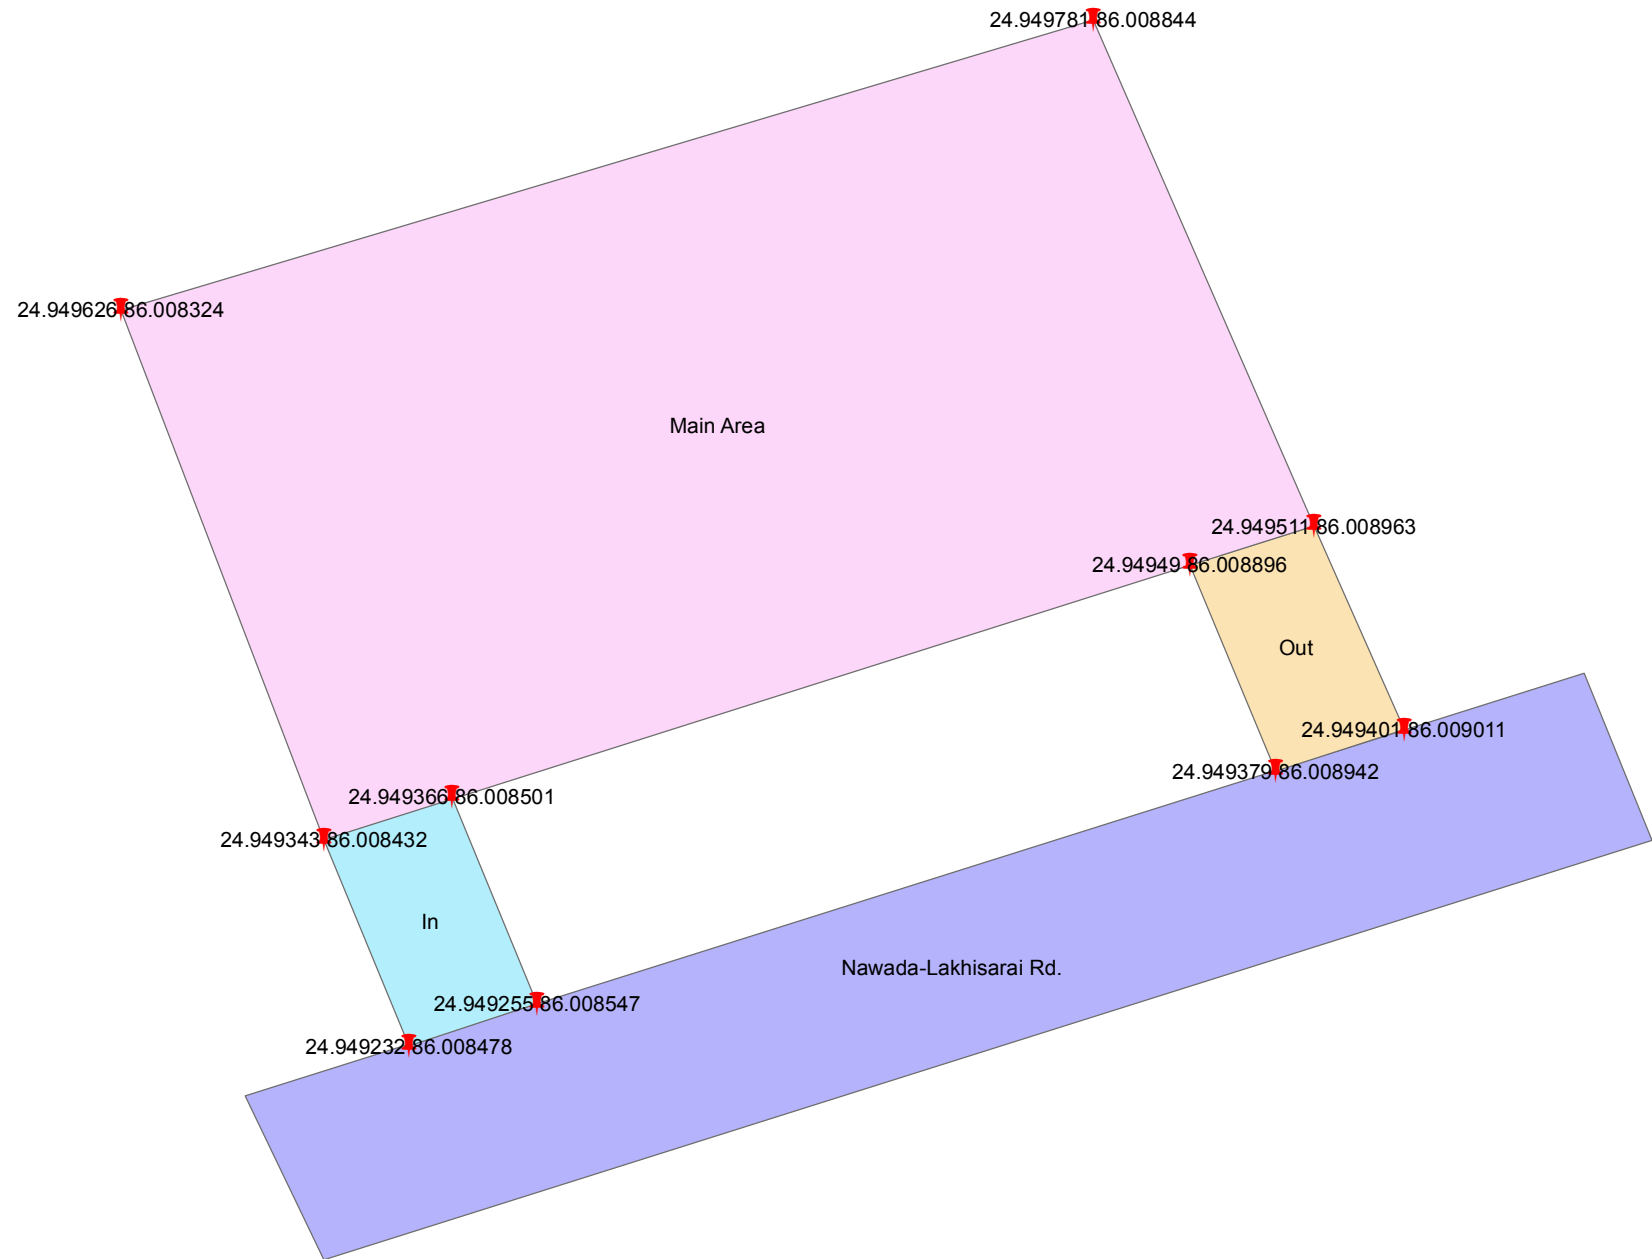 24.949781 86.008844
24.949626 86.008324
Main Area
24.949511 86.008963
24.94949 86.008896
Out
24.949401 86.009011
24.949379 86.008942
24.949366 86.008501
24.949343 86.008432
In
Nawada-Lakhisarai Rd.
24.949255 86.008547
24.949232 86.008478